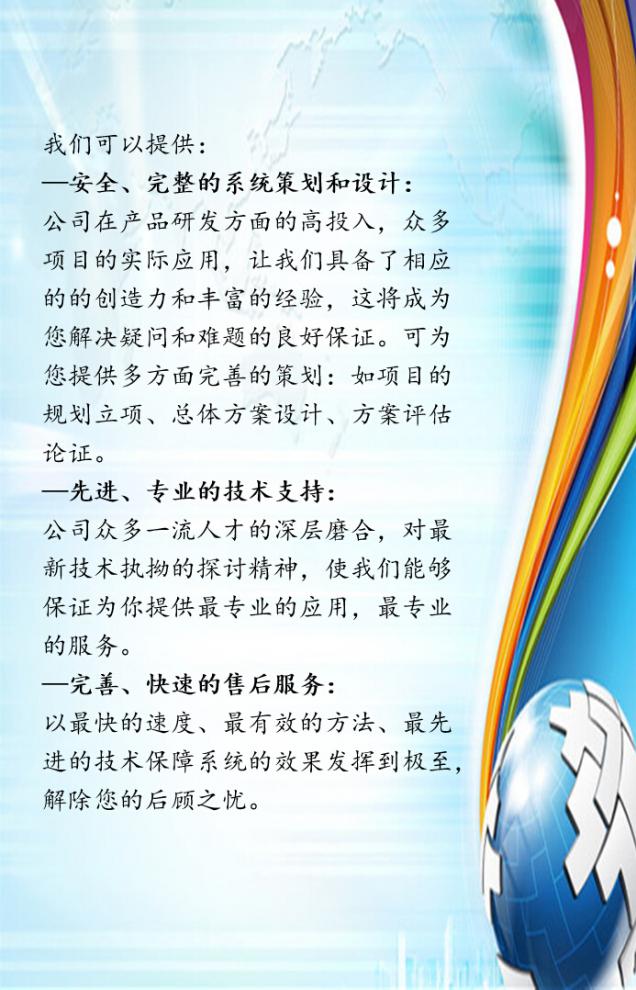 我们可以提供：
—安全、完整的系统策划和设计：
公司在产品研发方面的高投入，众多
项目的实际应用，让我们具备了相应
的的创造力和丰富的经验，这将成为
您解决疑问和难题的良好保证。可为
您提供多方面完善的策划：如项目的
规划立项、总体方案设计、方案评估
论证。
—先进、专业的技术支持：
公司众多一流人才的深层磨合，对最
新技术执拗的探讨精神，使我们能够
保证为你提供最专业的应用，最专业
的服务。
—完善、快速的售后服务：
以最快的速度、最有效的方法、最先
进的技术保障系统的效果发挥到极至，
解除您的后顾之忧。